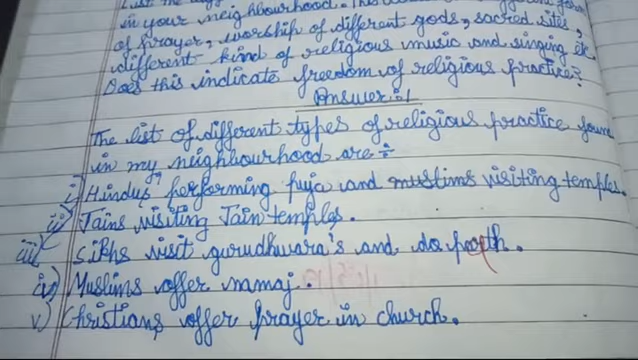 in your neighbourhood.
of prayer, worship of different gods, sacred sites,
different kind of religious music and singing etc
Does this indicate freedom of religious practice?
Answer:1
The list of different types of religious practice foun
in my neighbourhood are ÷
i) Hindus performing puja and muslims visiting temples.
ii) Jains visiting Jain temples.
iii) Sikhs visit gurudhwara's and do path.
iv) Muslims offer namaj.
v) Christians offer prayer in church.